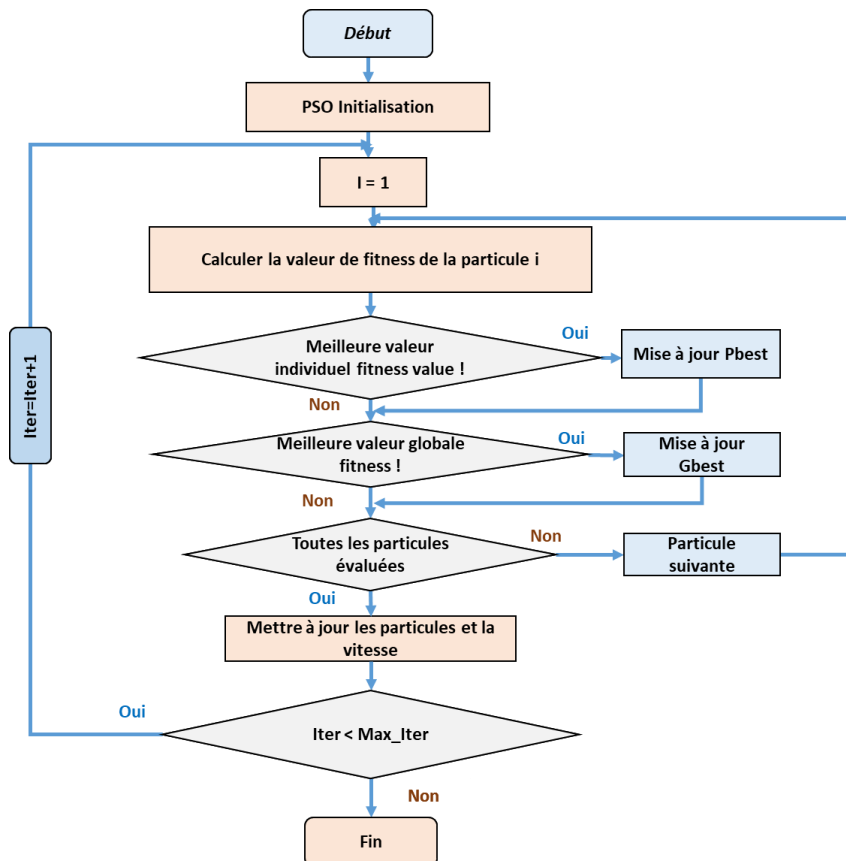 Début
PSO Initialisation
I = 1
Calculer la valeur de fitness de la particule i
Meilleure valeur
individuel fitness value !
Oui
Mise à jour Pbest
Non
Meilleure valeur globale
fitness !
Oui
Mise à jour
Gbest
Non
Toutes les particules
évaluées
Non
Particule
suivante
Oui
Mettre à jour les particules et la
vitesse
Iter < Max_Iter
Oui
Iter=Iter+1
Non
Fin